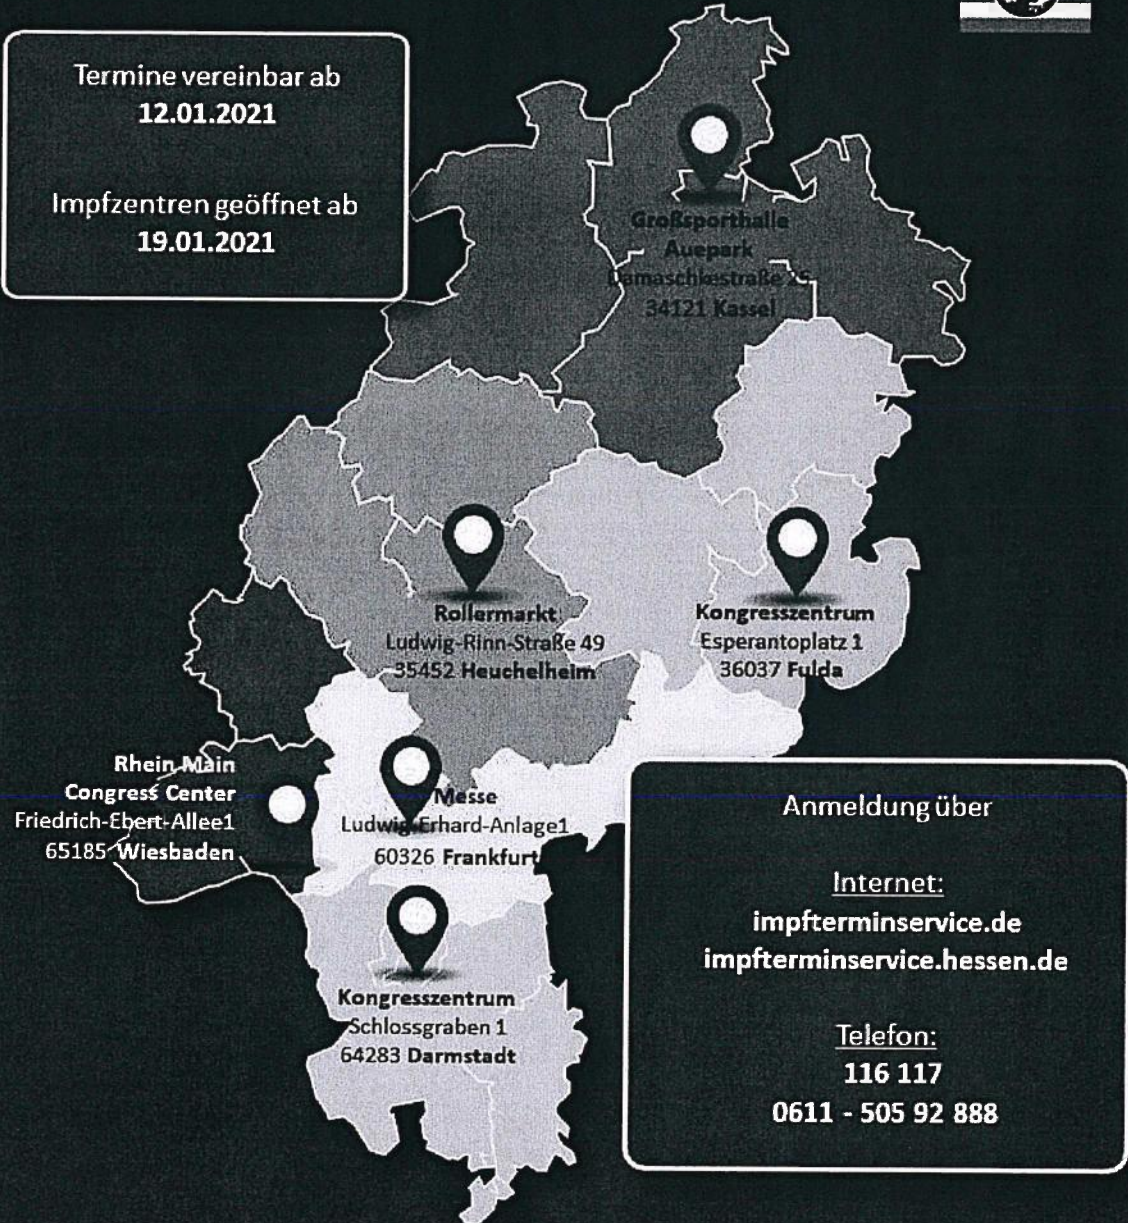 Termine vereinbar ab
12.01.2021
Impfzentren geöffnet ab
19.01.2021
Großsporthalle
Auepark
Damaschkestraße 25
34121 Kassel
Rollermarkt
Ludwig-Rinn-Straße 49
35452 Heuchelheim
Kongresszentrum
Esperantoplatz 1
36037 Fulda
Rhein Main
Congress Center
Friedrich-Ebert-Allee1
65185 Wiesbaden
Messe
Ludwig-Erhard-Anlage1
60326 Frankfurt
Kongresszentrum
Schlossgraben 1
64283 Darmstadt
Anmeldung über
Internet:
impfterminservice.de
impfterminservice.hessen.de
Telefon:
116 117
0611 - 505 92 888